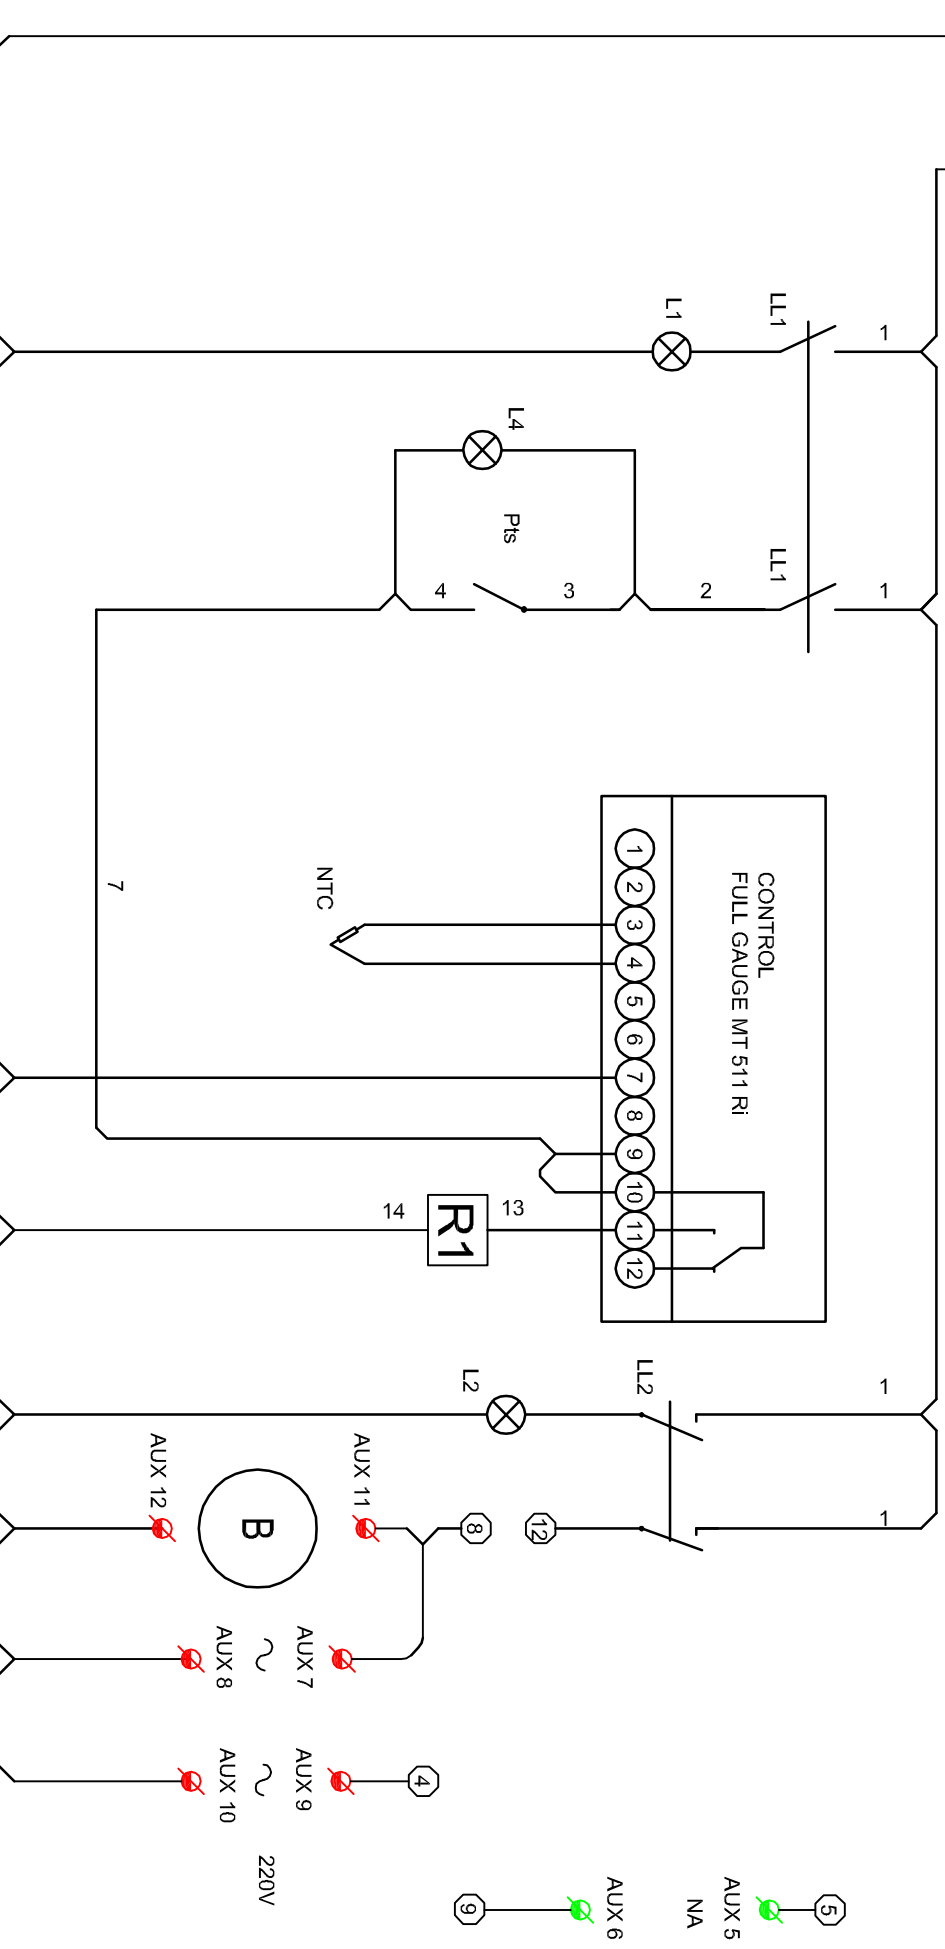 1
LL1
L1
L4
Pts
1
LL1
2
3
4
CONTROL
FULL GAUGE MT 511 Ri
1
2
3
4
5
6
7
8
9
10
11
12
NTC
7
13
R1
14
1
LL2
L2
1
12
8
AUX 11
B
AUX 12
AUX 7
AUX 8
4
AUX 9
AUX 10
220V
5
AUX 5
NA
AUX 6
9